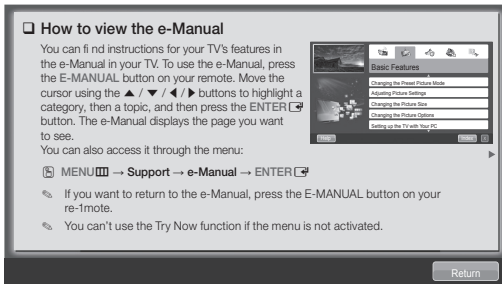 ❑ How to view the e-Manual
You can fi nd instructions for your TV's features in
the e-Manual in your TV. To use the e-Manual, press
the E-MANUAL button on your remote. Move the
cursor using the ▲ / ▼ / ◀ / ▶ buttons to highlight a
category, then a topic, and then press the ENTER
button. The e-Manual displays the page you want
to see.
You can also access it through the menu:
MENU → Support → e-Manual → ENTER
If you want to return to the e-Manual, press the E-MANUAL button on your
re-1mote.
You can't use the Try Now function if the menu is not activated.
Basic Features
Changing the Preset Picture Mode
Adjusting Picture Settings
Changing the Picture Size
Changing the Picture Options
Setting up the TV with Your PC
Help
Index
Return